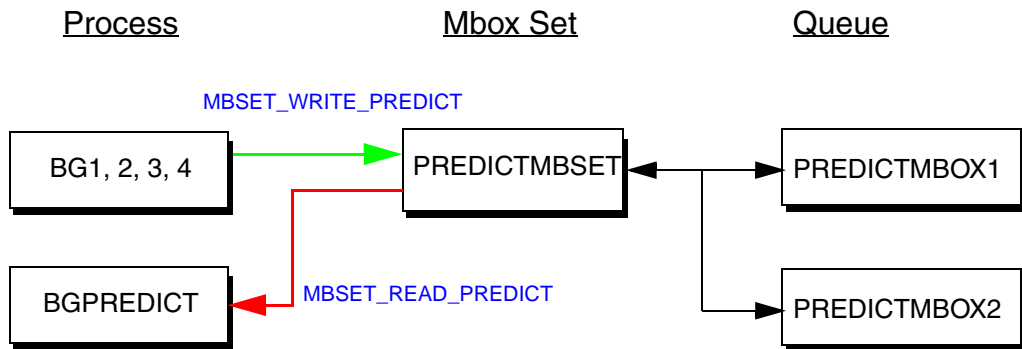 Process
Mbox Set
Queue
MBSET_WRITE_PREDICT
BG1, 2, 3, 4
PREDICTMBSET
PREDICTMBOX1
BGPREDICT
MBSET_READ_PREDICT
PREDICTMBOX2